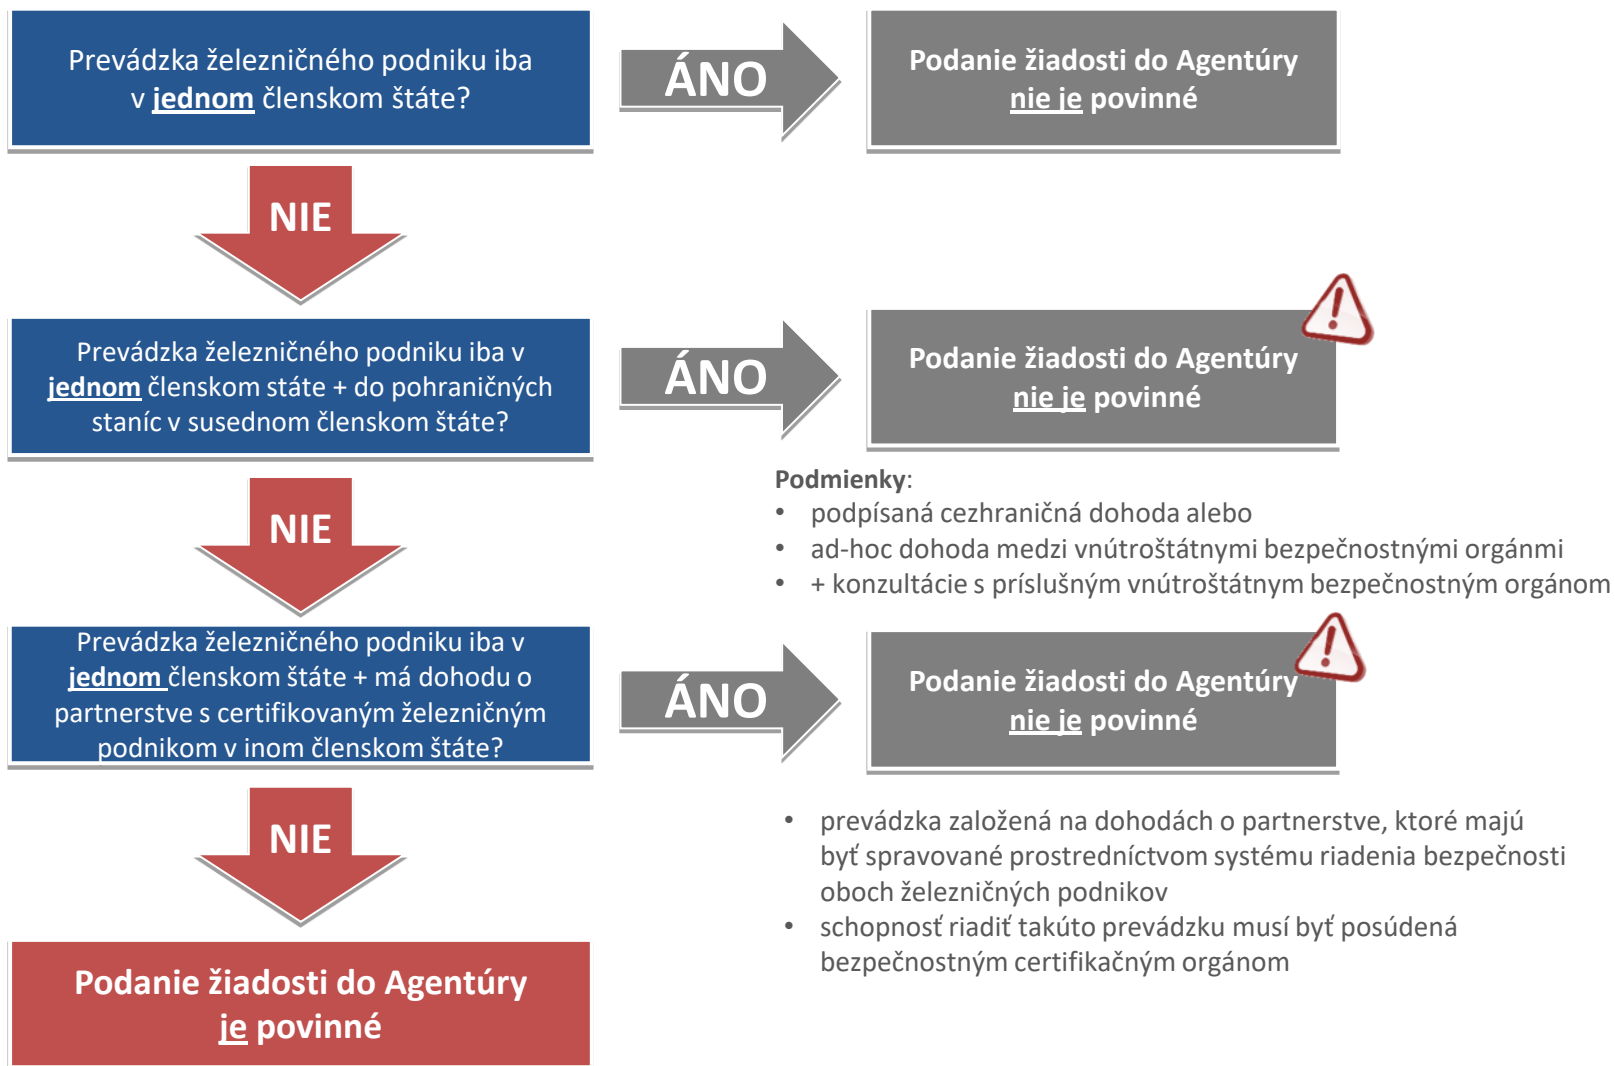 Prevádzka železničného podniku iba
v jednom členskom štáte?
ÁNO
Podanie žiadosti do Agentúry
nie je povinné
NIE
Prevádzka železničného podniku iba v
jednom členskom státe + do pohraničných
staníc v susednom členskom štáte?
ÁNO
Podanie žiadosti do Agentúry
nie je povinné
Podmienky:
• podpísaná cezhraničná dohoda alebo
• ad-hoc dohoda medzi vnútroštátnymi bezpečnostnými orgánmi
• + konzultácie s príslušným vnútroštátnym bezpečnostným orgánom
NIE
Prevádzka železničného podniku iba v
jednom členskom štáte + má dohodu o
partnerstve s certifikovaným železničným
podnikom v inom členskom štáte?
ÁNO
Podanie žiadosti do Agentúry
nie je povinné
• prevádzka založená na dohodách o partnerstve, ktoré majú
byť spravované prostredníctvom systému riadenia bezpečnosti
oboch železničných podnikov
• schopnosť riadiť takúto prevádzku musí byť posúdená
bezpečnostným certifikačným orgánom
NIE
Podanie žiadosti do Agentúry
je povinné